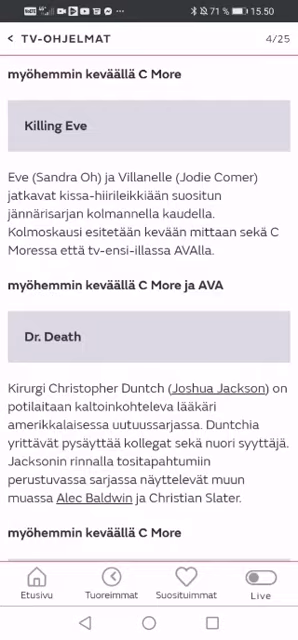 71 % 15.50
< TV-OHJELMAT 4/25
myöhemmin keväällä C More
Killing Eve
Eve (Sandra Oh) ja Villanelle (Jodie Comer)
jatkavat kissa-hiirileikkiään suositun
jännärisarjan kolmannella kaudella.
Kolmoskausi esitetään kevään mittaan sekä C
Moressa että tv-ensi-illassa AVAlla.
myöhemmin keväällä C More ja AVA
Dr. Death
Kirurgi Christopher Duntch (Joshua Jackson) on
potilaitaan kaltoinkohteleva lääkäri
amerikkalaisessa uutuussarjassa. Duntchia
yrittävät pysäyttää kollegat sekä nuori syyttäjä.
Jacksonin rinnalla tositapahtumiin
perustuvassa sarjassa näyttelevät muun
muassa Alec Baldwin ja Christian Slater.
myöhemmin keväällä C More
Etusivu Tuoreimmat Suosituimmat Live